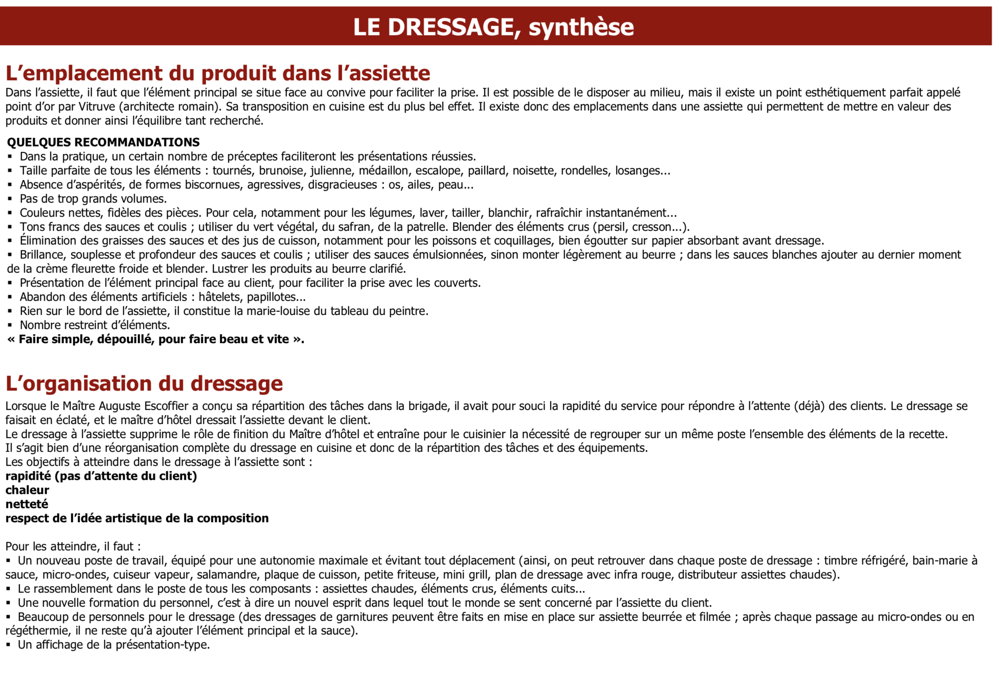 LE DRESSAGE, synthèse
L’emplacement du produit dans l’assiette
Dans l’assiette, il faut que l’élément principal se situe face au convive pour faciliter la prise. Il est possible de le disposer au milieu, mais il existe un point esthétiquement parfait appelé
point d’or par Vitruve (architecte romain). Sa transposition en cuisine est du plus bel effet. Il existe donc des emplacements dans une assiette qui permettent de mettre en valeur des
produits et donner ainsi l’équilibre tant recherché.
QUELQUES RECOMMANDATIONS
▪ Dans la pratique, un certain nombre de préceptes faciliteront les présentations réussies.
▪ Taille parfaite de tous les éléments : tournés, brunoise, julienne, médaillon, escalope, paillard, noisette, rondelles, losanges…
▪ Absence d’aspérités, de formes biscornues, agressives, disgracieuses : os, ailes, peau…
▪ Pas de trop grands volumes.
▪ Couleurs nettes, fidèles des pièces. Pour cela, notamment pour les légumes, laver, tailler, blanchir, rafraîchir instantanément…
▪ Tons francs des sauces et coulis ; utiliser du vert végétal, du safran, de la patrelle. Blender des éléments crus (persil, cresson…).
▪ Élimination des graisses des sauces et des jus de cuisson, notamment pour les poissons et coquillages, bien égoutter sur papier absorbant avant dressage.
▪ Brillance, souplesse et profondeur des sauces et coulis ; utiliser des sauces émulsionnées, sinon monter légèrement au beurre ; dans les sauces blanches ajouter au dernier moment
de la crème fleurette froide et blender. Lustrer les produits au beurre clarifié.
▪ Présentation de l’élément principal face au client, pour faciliter la prise avec les couverts.
▪ Abandon des éléments artificiels : hâtelets, papillotes…
▪ Rien sur le bord de l’assiette, il constitue la marie-louise du tableau du peintre.
▪ Nombre restreint d’éléments.
« Faire simple, dépouillé, pour faire beau et vite ».
L’organisation du dressage
Lorsque le Maître Auguste Escoffier a conçu sa répartition des tâches dans la brigade, il avait pour souci la rapidité du service pour répondre à l’attente (déjà) des clients. Le dressage se
faisait en éclaté, et le maître d’hôtel dressait l’assiette devant le client.
Le dressage à l’assiette supprime le rôle de finition du Maître d’hôtel et entraîne pour le cuisinier la nécessité de regrouper sur un même poste l’ensemble des éléments de la recette.
Il s’agit bien d’une réorganisation complète du dressage en cuisine et donc de la répartition des tâches et des équipements.
Les objectifs à atteindre dans le dressage à l’assiette sont :
rapidité (pas d’attente du client)
chaleur
netteté
respect de l’idée artistique de la composition
Pour les atteindre, il faut :
▪ Un nouveau poste de travail, équipé pour une autonomie maximale et évitant tout déplacement (ainsi, on peut retrouver dans chaque poste de dressage : timbre réfrigéré, bain-marie à
sauce, micro-ondes, cuiseur vapeur, salamandre, plaque de cuisson, petite friteuse, mini grill, plan de dressage avec infra rouge, distributeur assiettes chaudes).
▪ Le rassemblement dans le poste de tous les composants : assiettes chaudes, éléments crus, éléments cuits…
▪ Une nouvelle formation du personnel, c’est à dire un nouvel esprit dans lequel tout le monde se sent concerné par l’assiette du client.
▪ Beaucoup de personnels pour le dressage (des dressages de garnitures peuvent être faits en mise en place sur assiette beurrée et filmée ; après chaque passage au micro-ondes ou en
régéthermie, il ne reste qu’à ajouter l’élément principal et la sauce).
▪ Un affichage de la présentation-type.